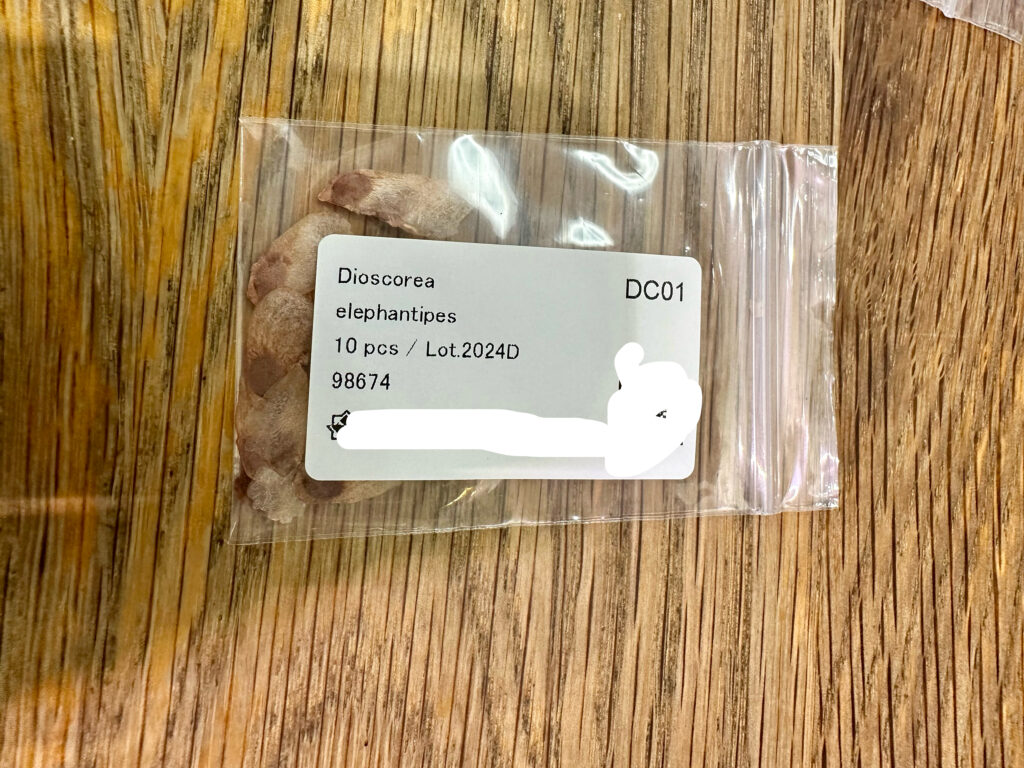 Dioscorea DC01
elephantipes
10 pcs / Lot.2024D
98674